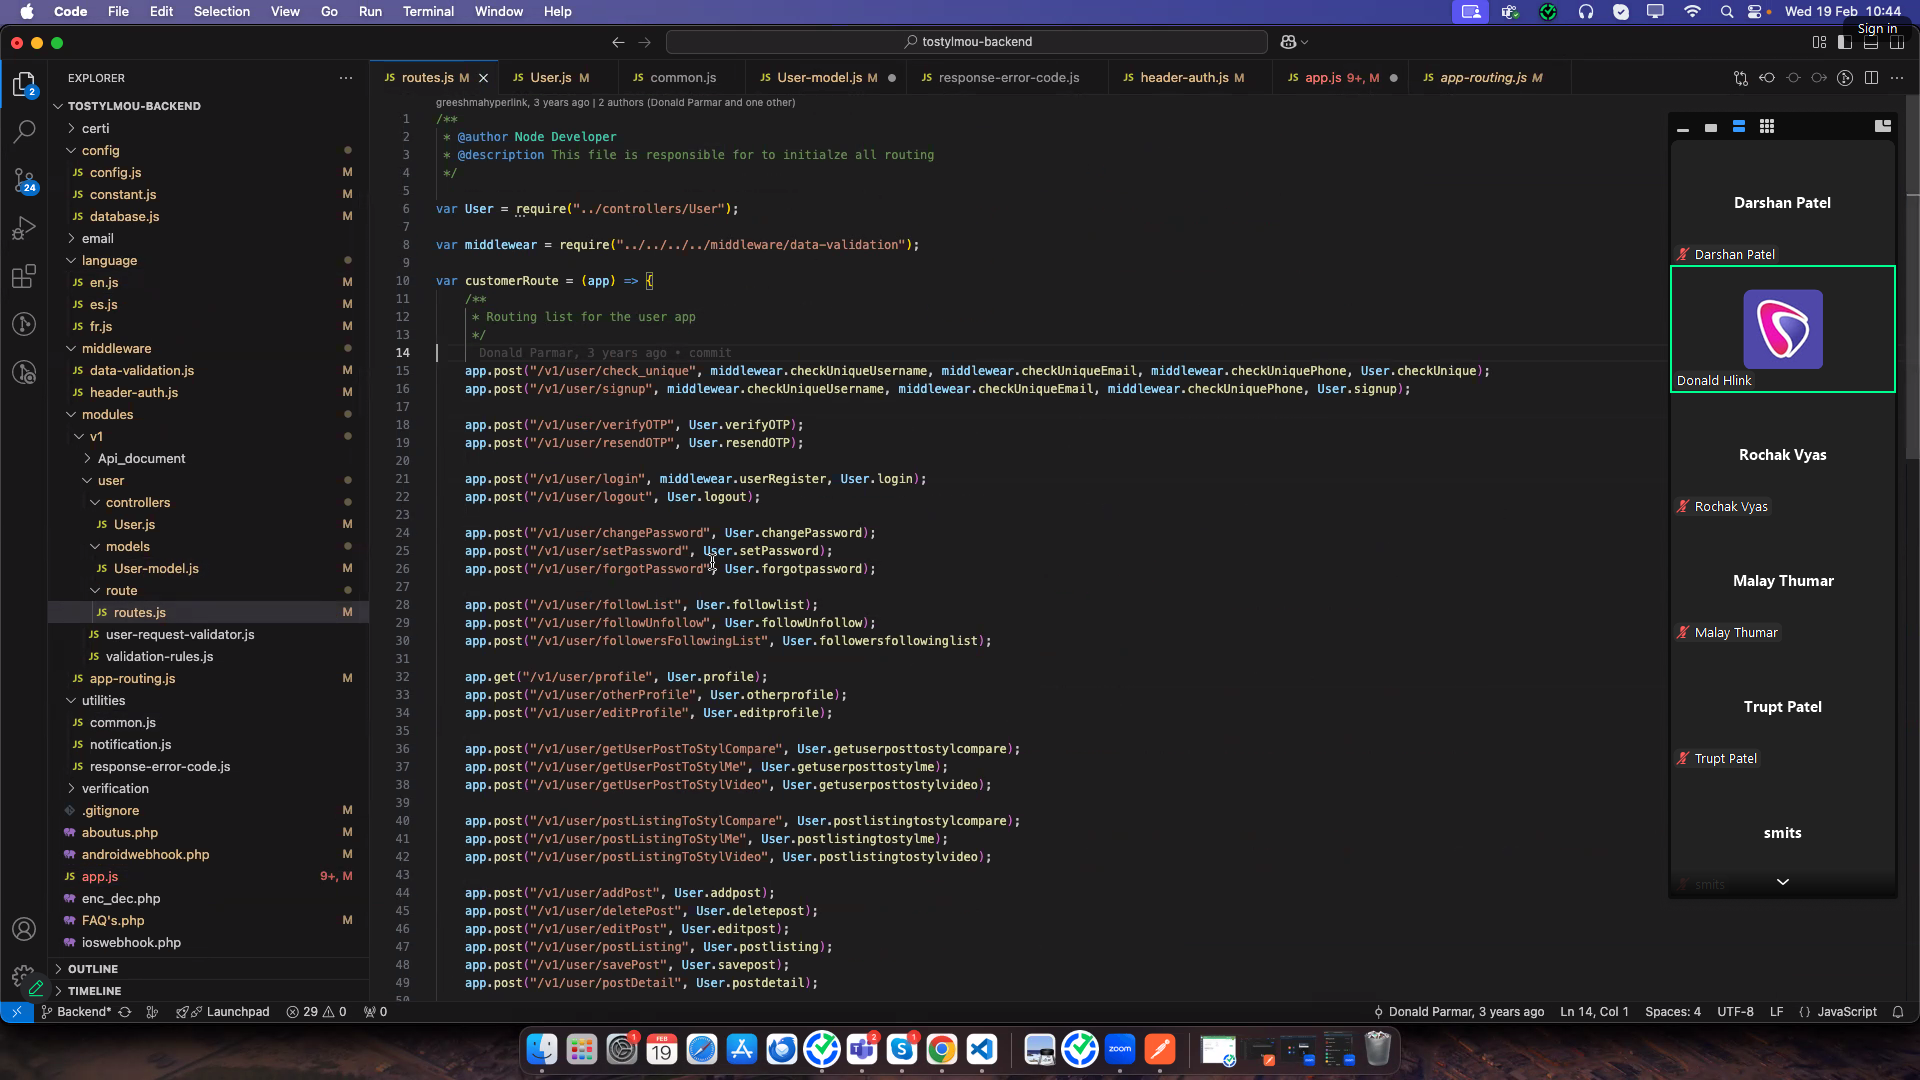 Code File Edit Selection View Go Run Terminal Window Help
Wed 19 Feb 10:44
tostylmou-backend
Sign in
EXPLORER
routes.js M
User.js M
common.js
User-model.js M
response-error-code.js
header-auth.js M
app.js 9+, M
app-routing.js M
TOSTYLMOU-BACKEND
certi
config
config.js M
constant.js M
database.js M
email
language
en.js M
es.js M
fr.js M
middleware
data-validation.js M
header-auth.js M
modules
v1
Api_document
user
controllers
User.js M
models
User-model.js M
route
routes.js M
user-request-validator.js
validation-rules.js
app-routing.js M
utilities
common.js
notification.js
response-error-code.js
verification
.gitignore M
aboutus.php M
androidwebhook.php M
app.js 9+, M
enc_dec.php
FAQ's.php M
ioswebhook.php
OUTLINE
TIMELINE
greeshmahyperlink, 3 years ago | 2 authors (Donald Parmar and one other)
1 /**
2 * @author Node Developer
3 * @description This file is responsible for to initialze all routing
4 */
5
6 var User = require("../controllers/User");
7
8 var middlewear = require("../../../../middleware/data-validation");
9
10 var customerRoute = (app) => {
11 /**
12 * Routing list for the user app
13 */
14 Donald Parmar, 3 years ago • commit
15 app.post("/v1/user/check_unique", middlewear.checkUniqueUsername, middlewear.checkUniqueEmail, middlewear.checkUniquePhone, User.checkUnique);
16 app.post("/v1/user/signup", middlewear.checkUniqueUsername, middlewear.checkUniqueEmail, middlewear.checkUniquePhone, User.signup);
17
18 app.post("/v1/user/verifyOTP", User.verifyOTP);
19 app.post("/v1/user/resendOTP", User.resendOTP);
20
21 app.post("/v1/user/login", middlewear.userRegister, User.login);
22 app.post("/v1/user/logout", User.logout);
23
24 app.post("/v1/user/changePassword", User.changePassword);
25 app.post("/v1/user/setPassword", User.setPassword);
26 app.post("/v1/user/forgotPassword", User.forgotpassword);
27
28 app.post("/v1/user/followList", User.followlist);
29 app.post("/v1/user/followUnfollow", User.followUnfollow);
30 app.post("/v1/user/followersFollowingList", User.followersfollowinglist);
31
32 app.get("/v1/user/profile", User.profile);
33 app.post("/v1/user/otherProfile", User.otherprofile);
34 app.post("/v1/user/editProfile", User.editprofile);
35
36 app.post("/v1/user/getUserPostToStylCompare", User.getuserposttostylcompare);
37 app.post("/v1/user/getUserPostToStylMe", User.getuserposttostylme);
38 app.post("/v1/user/getUserPostToStylVideo", User.getuserposttostylvideo);
39
40 app.post("/v1/user/postListingToStylCompare", User.postlistingtostylcompare);
41 app.post("/v1/user/postListingToStylMe", User.postlistingtostylme);
42 app.post("/v1/user/postListingToStylVideo", User.postlistingtostylvideo);
43
44 app.post("/v1/user/addPost", User.addpost);
45 app.post("/v1/user/deletePost", User.deletepost);
46 app.post("/v1/user/editPost", User.editpost);
47 app.post("/v1/user/postListing", User.postlisting);
48 app.post("/v1/user/savePost", User.savepost);
49 app.post("/v1/user/postDetail", User.postdetail);
50
Darshan Patel
Darshan Patel
Donald Hlink
Rochak Vyas
Rochak Vyas
Malay Thumar
Malay Thumar
Trupt Patel
Trupt Patel
smits
smits
2
24
Backend* Launchpad 29 0 0
Donald Parmar, 3 years ago Ln 14, Col 1 Spaces: 4 UTF-8 LF {} JavaScript
1
FEB
19
2
1
zoom